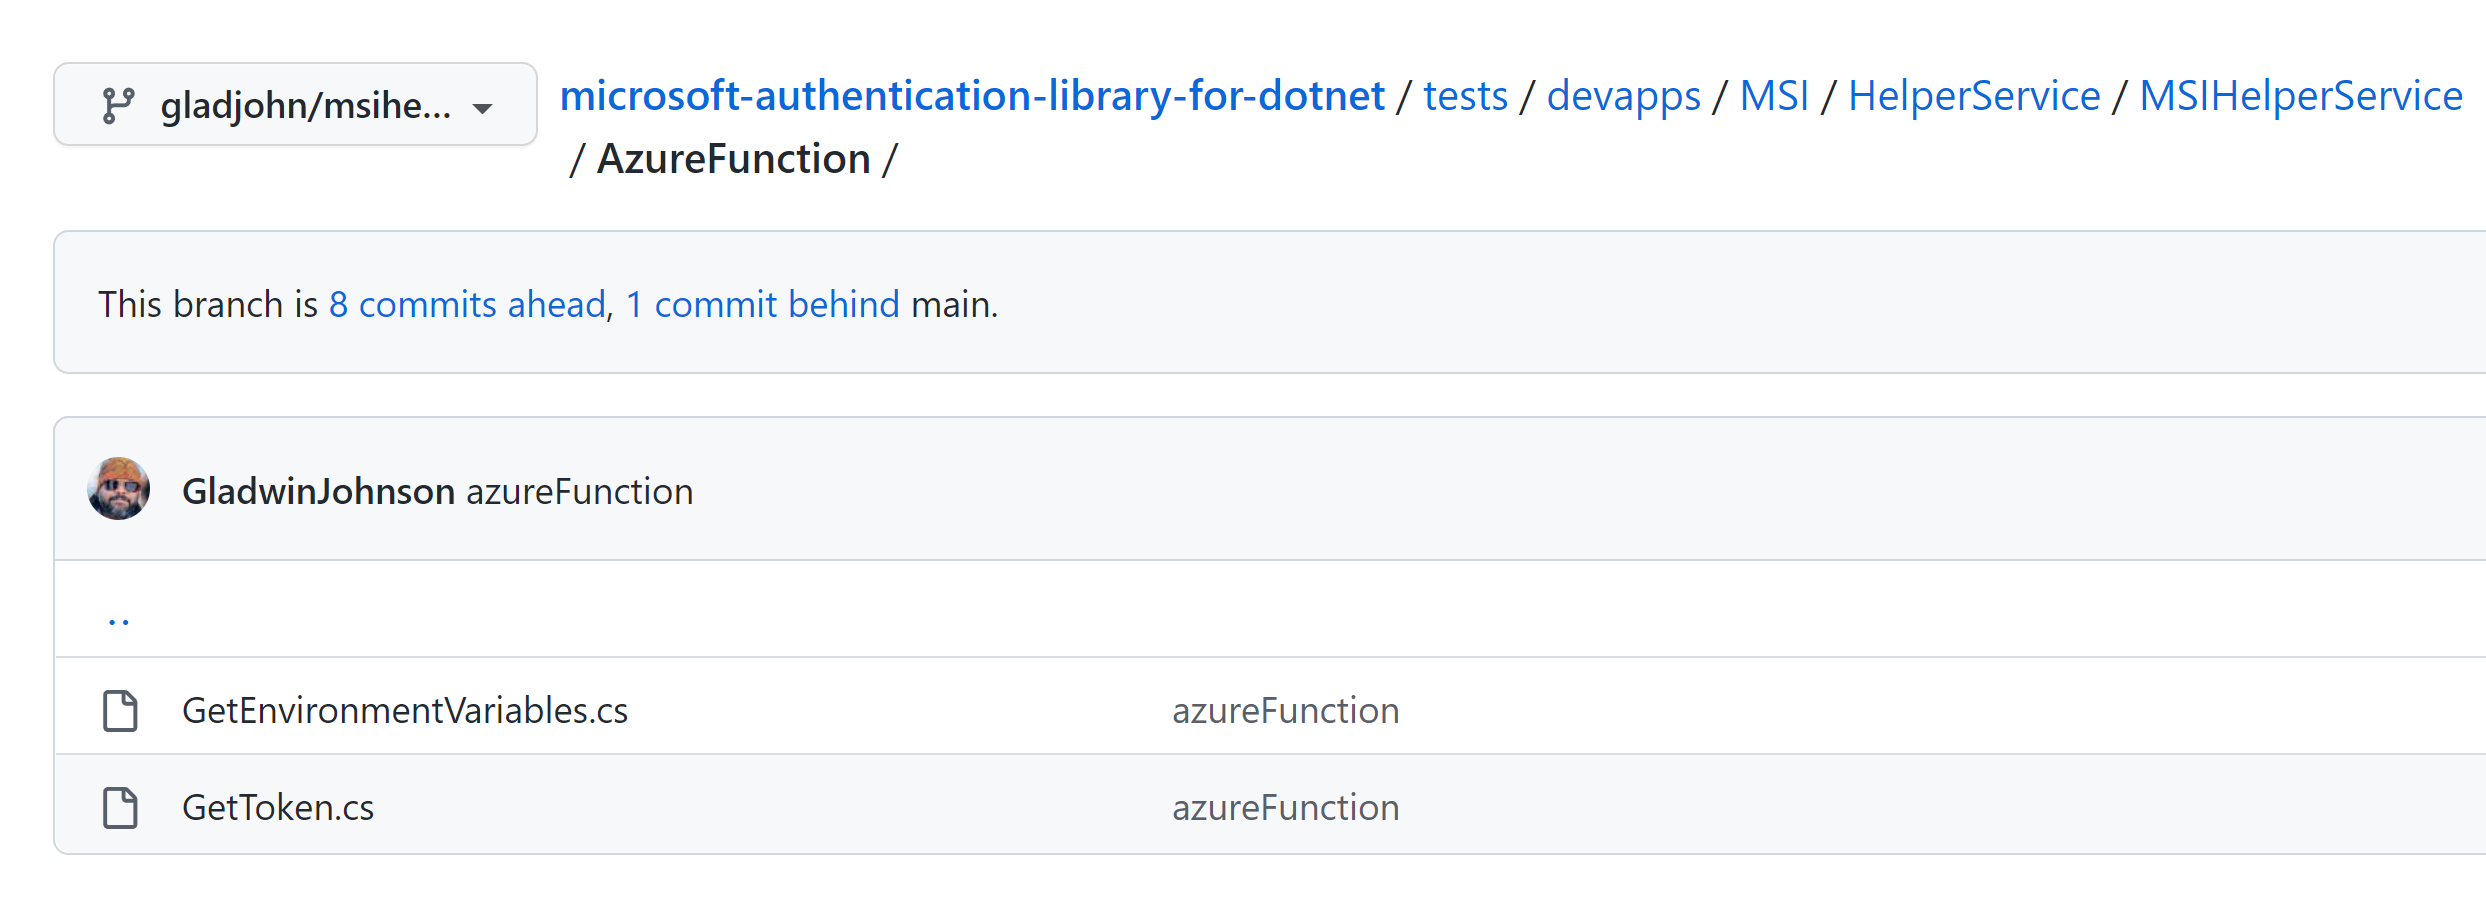 gladjohn/msihe...
microsoft-authentication-library-for-dotnet / tests / devapps / MSI / HelperService / MSIHelperService
/ AzureFunction /
This branch is 8 commits ahead, 1 commit behind main.
GladwinJohnson azureFunction
..
GetEnvironmentVariables.cs azureFunction
GetToken.cs azureFunction